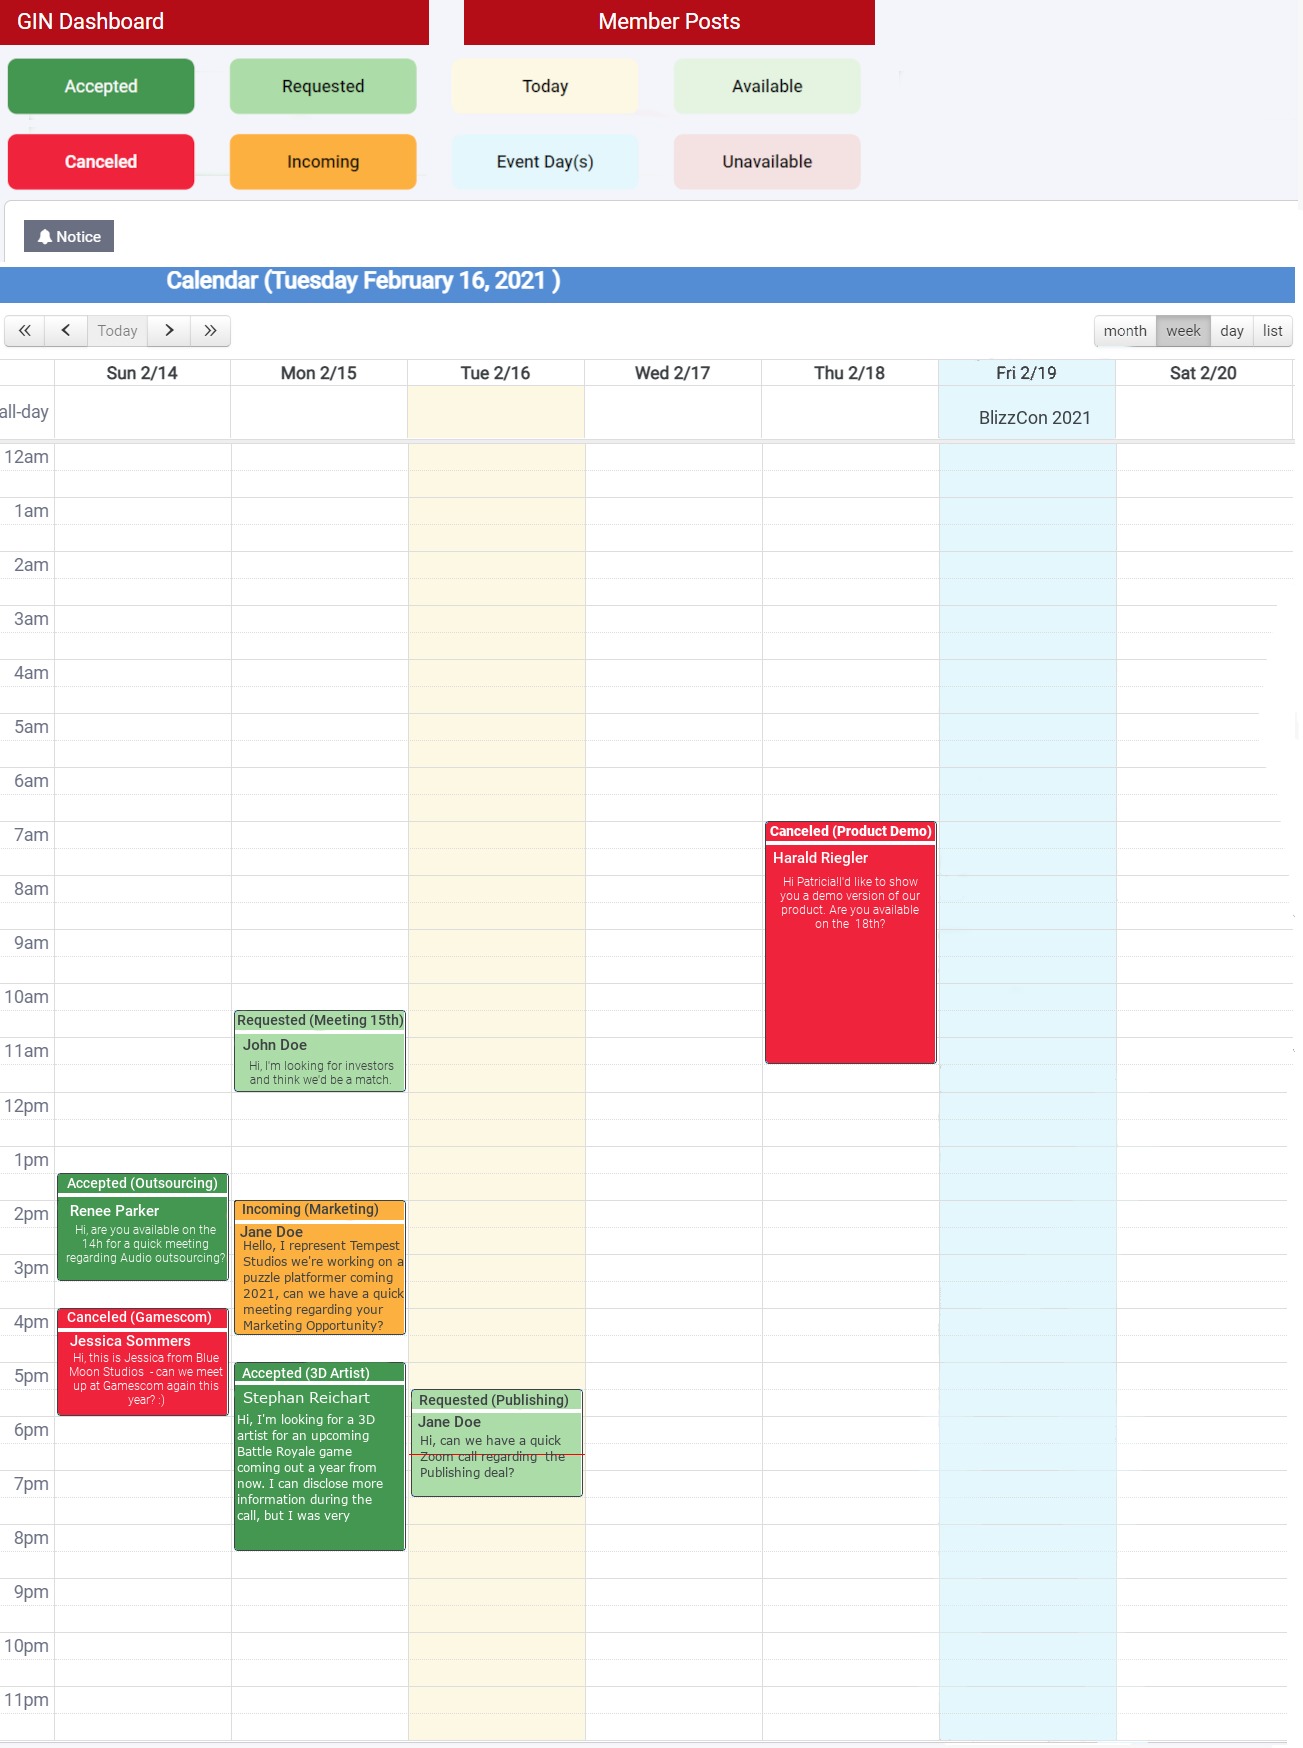 GIN Dashboard
Member Posts
Accepted
Requested
Today
Available
Canceled
Incoming
Event Day(s)
Unavailable
Notice
Calendar (Tuesday February 16, 2021 )
Today
month week day list
Sun 2/14 Mon 2/15 Tue 2/16 Wed 2/17 Thu 2/18 Fri 2/19 Sat 2/20
all-day
BlizzCon 2021
12am
1am
2am
3am
4am
5am
6am
7am
8am
9am
10am
11am
12pm
1pm
2pm
3pm
4pm
5pm
6pm
7pm
8pm
9pm
10pm
11pm
Accepted (Outsourcing)
Renee Parker
Hi, are you available on the
14h for a quick meeting
regarding Audio outsourcing?
Canceled (Gamescom)
Jessica Sommers
Hi, this is Jessica from Blue
Moon Studios - can we meet
up at Gamescom again this
year? :)
Requested (Meeting 15th)
John Doe
Hi, I'm looking for investors
and think we'd be a match.
Incoming (Marketing)
Jane Doe
Hello, I represent Tempest
Studios we're working on a
puzzle platformer coming
2021, can we have a quick
meeting regarding your
Marketing Opportunity?
Accepted (3D Artist)
Stephan Reichart
Hi, I'm looking for a 3D
artist for an upcoming
Battle Royale game
coming out a year from
now. I can disclose more
information during the
call, but I was very
Requested (Publishing)
Jane Doe
Hi, can we have a quick
Zoom call regarding the
Publishing deal?
Canceled (Product Demo)
Harald Riegler
Hi Patricia!I'd like to show
you a demo version of our
product. Are you available
on the 18th?